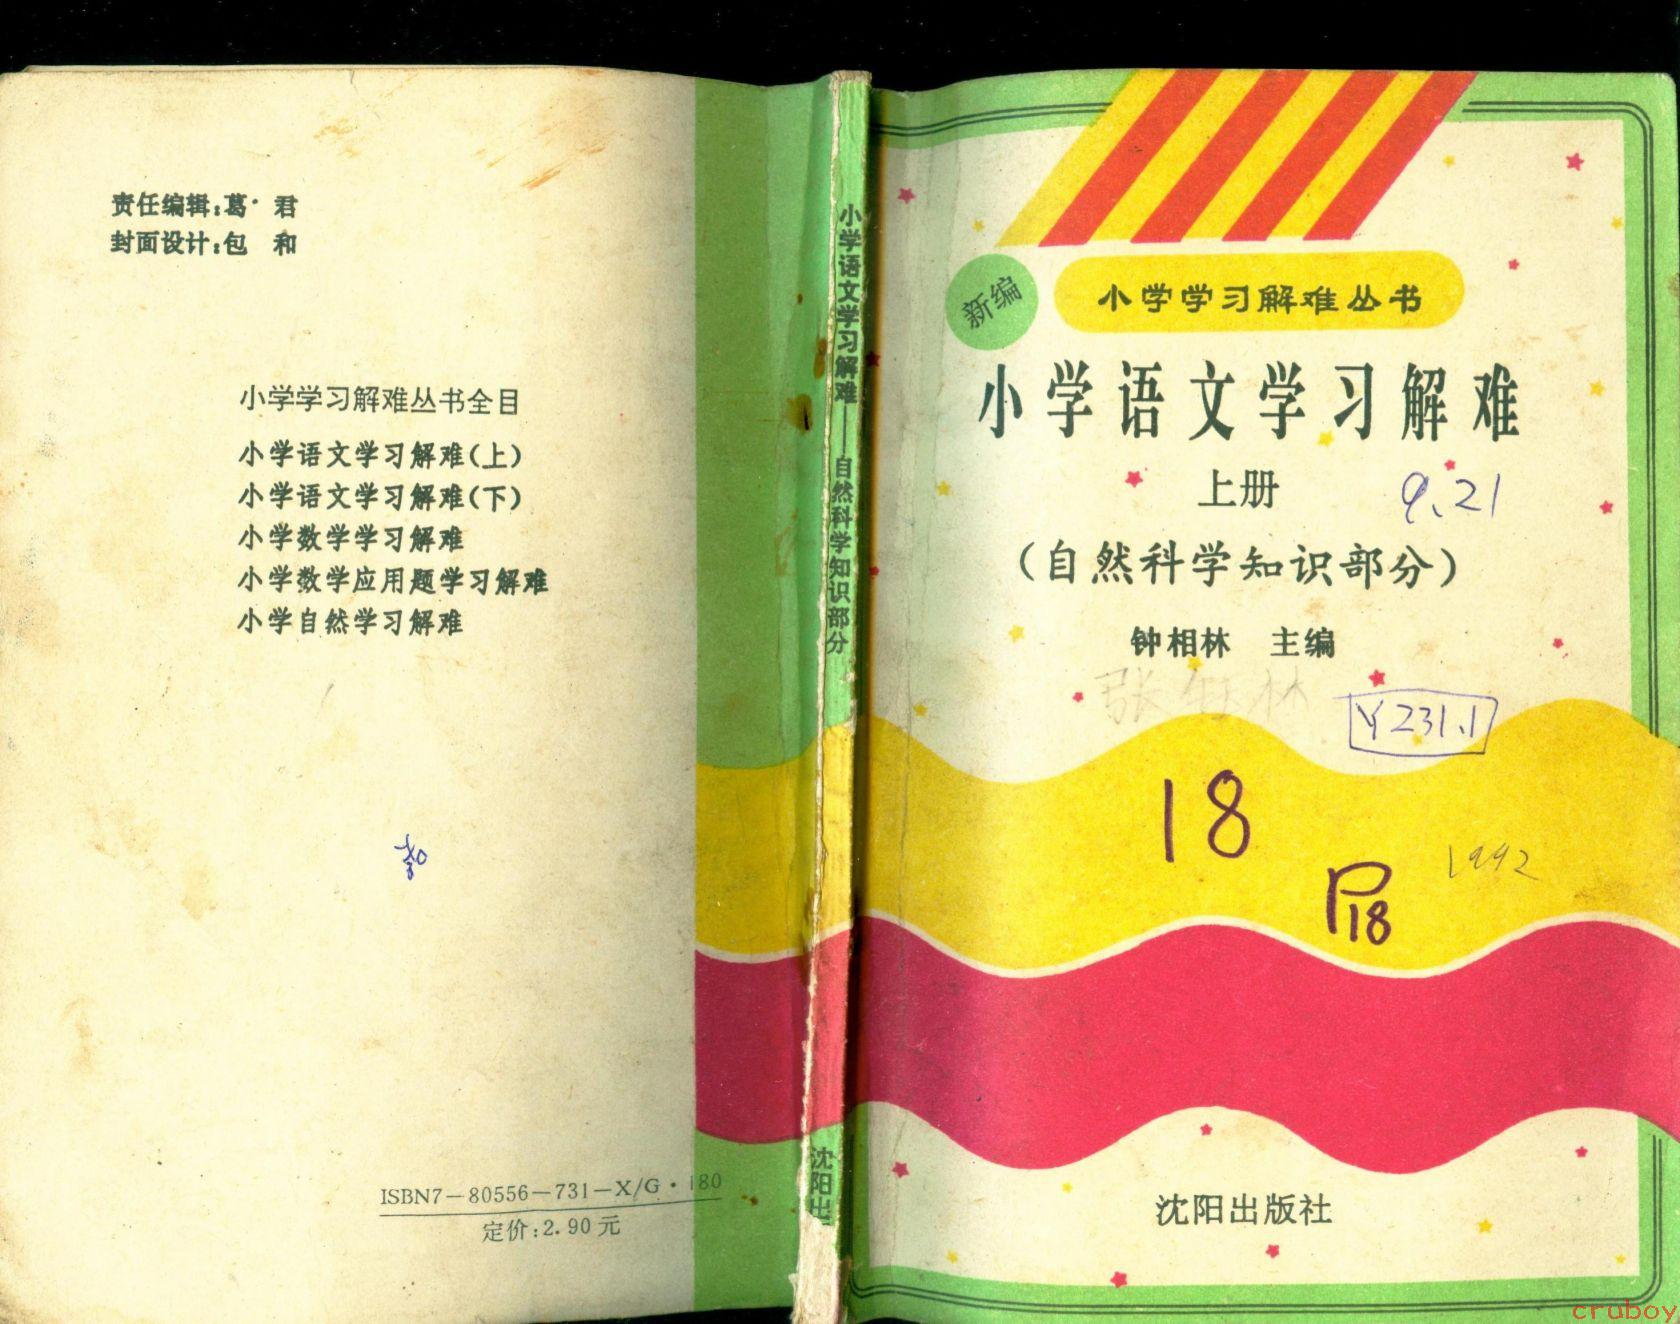 责任编辑：葛·君
封面设计：包 和
小学学习解难丛书全目
小学语文学习解难（上）
小学语文学习解难（下）
小学数学学习解难
小学数学应用题学习解难
小学自然学习解难
ISBN7-80556-731-X/G·180
定价：2.90元
小学语文学习解难——自然科学知识部分
沈阳出
新编
小学学习解难丛书
小学语文学习解难
上册
9.21
（自然科学知识部分）
钟相林 主编
Y231.1
18
P18
1992
沈阳出版社
cruboy